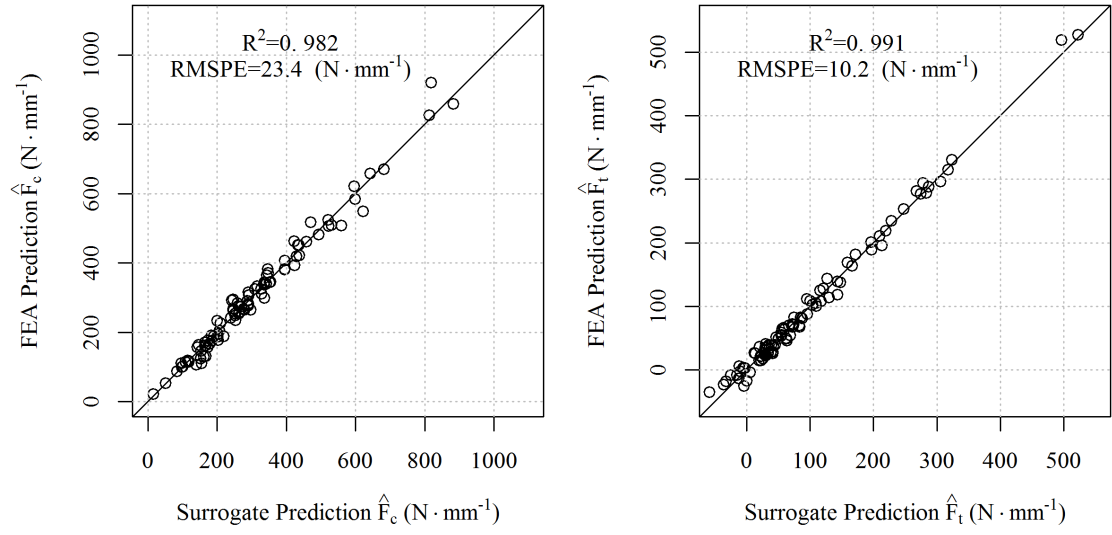 R²=0. 982
RMSPE=23.4 (N·mm⁻¹)
FEA Prediction F̂c (N·mm⁻¹)
1000
800
600
400
200
0
0 200 400 600 800 1000
Surrogate Prediction F̂c (N·mm⁻¹)
R²=0. 991
RMSPE=10.2 (N·mm⁻¹)
FEA Prediction F̂t (N·mm⁻¹)
500
400
300
200
100
0
0 100 200 300 400 500
Surrogate Prediction F̂t (N·mm⁻¹)